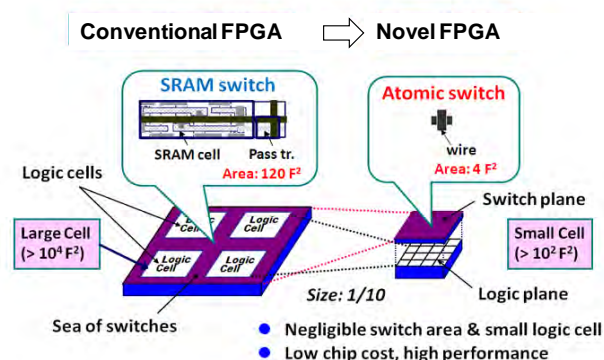 Conventional FPGA
Novel FPGA
SRAM switch
SRAM cell
Pass tr.
Area: 120 F²
Atomic switch
wire
Area: 4 F²
Logic cells
Large Cell
(> 10⁴ F²)
Logic
Cell
Logic
Cell
Logic
Cell
Logic
Cell
Sea of switches
Size: 1/10
Switch plane
Small Cell
(> 10² F²)
Logic plane
● Negligible switch area & small logic cell
● Low chip cost, high performance